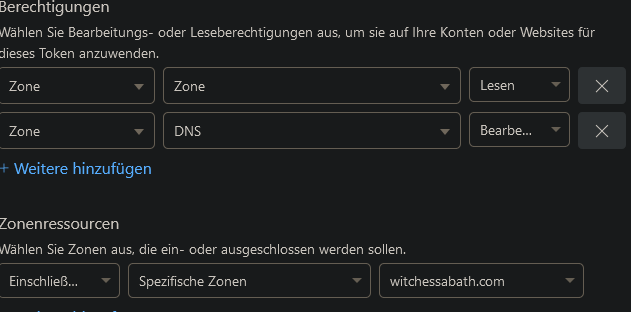 Berechtigungen
Wählen Sie Bearbeitungs- oder Leseberechtigungen aus, um sie auf Ihre Konten oder Websites für
dieses Token anzuwenden.
Zone Zone Lesen
Zone DNS Bearbe...
+ Weitere hinzufügen
Zonenressourcen
Wählen Sie Zonen aus, die ein- oder ausgeschlossen werden sollen.
Einschließ... Spezifische Zonen witchessabath.com